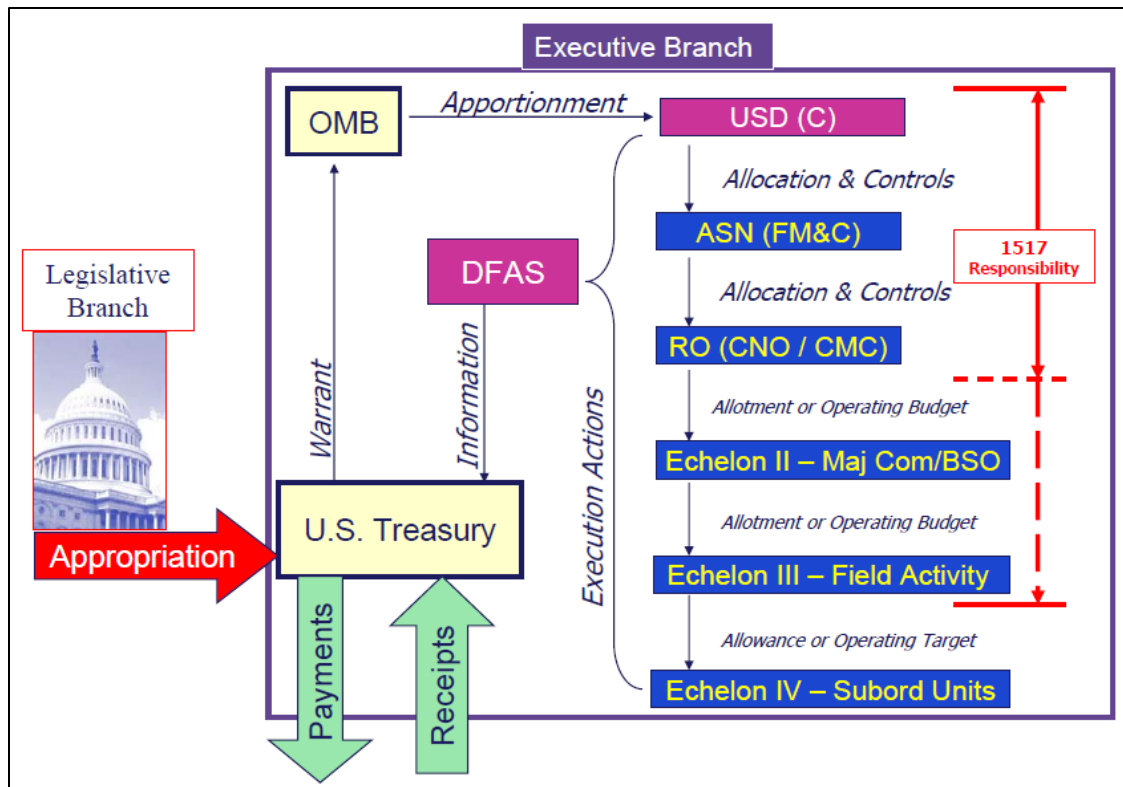 Executive Branch
OMB
Apportionment
USD (C)
Allocation & Controls
ASN (FM&C)
1517
Responsibility
DFAS
Legislative
Branch
Allocation & Controls
RO (CNO / CMC)
Warrant
Information
Execution Actions
Allotment or Operating Budget
Echelon II – Maj Com/BSO
U.S. Treasury
Allotment or Operating Budget
Appropriation
Echelon III – Field Activity
Payments
Receipts
Allowance or Operating Target
Echelon IV – Subord Units